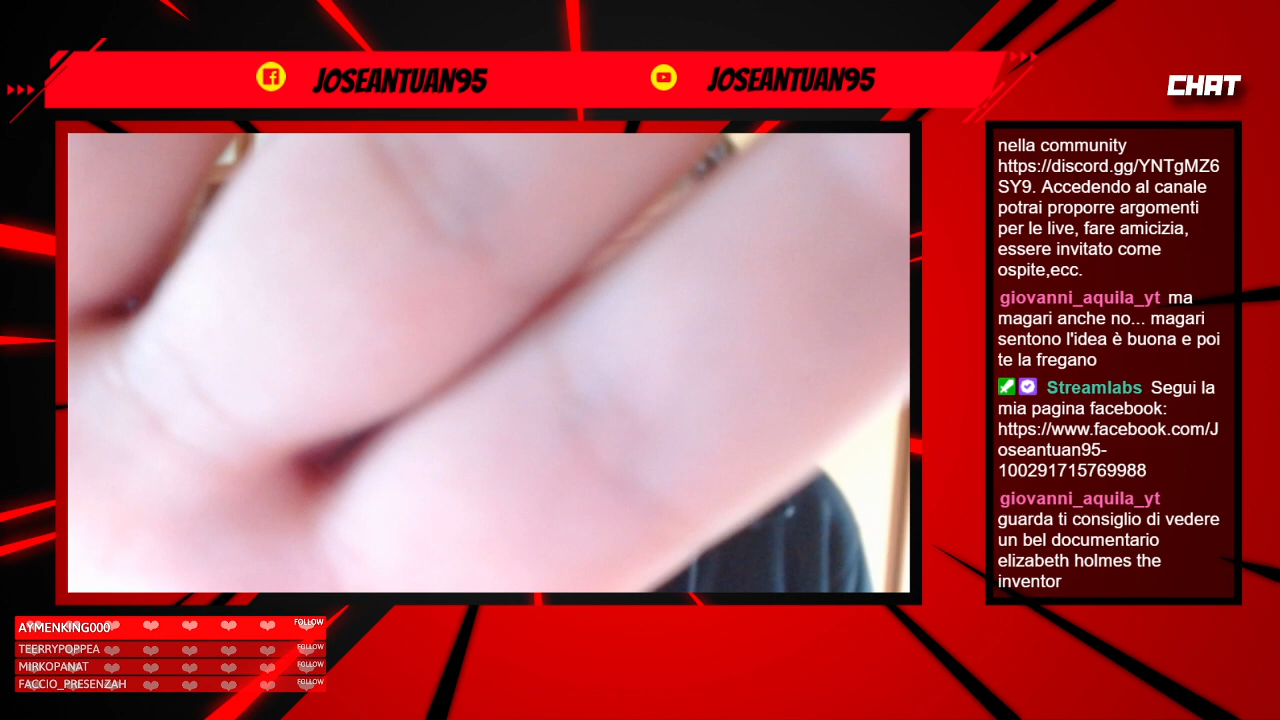 JOSEANTUAN95
JOSEANTUAN95
CHAT
nella community
https://discord.gg/YNTgMZ6
SY9. Accedendo al canale
potrai proporre argomenti
per le live, fare amicizia,
essere invitato come
ospite,ecc.
giovanni_aquila_yt ma
magari anche no... magari
sentono l'idea è buona e poi
te la fregano
Streamlabs Segui la
mia pagina facebook:
https://www.facebook.com/J
oseantuan95-
100291715769988
giovanni_aquila_yt
guarda ti consiglio di vedere
un bel documentario
elizabeth holmes the
inventor
AYMENKING000 FOLLOW
TEERRYPOPPEA FOLLOW
MIRKOPANAT FOLLOW
FACCIO_PRESENZAH FOLLOW